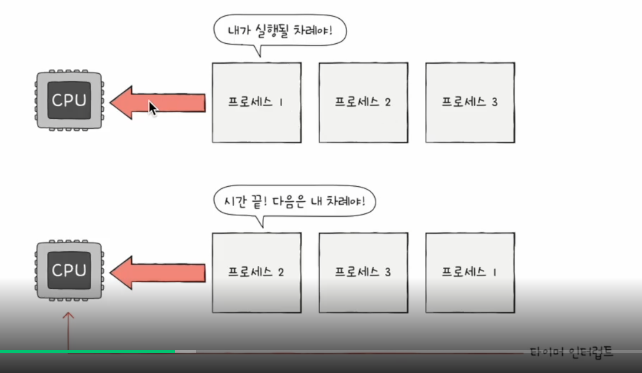 내가 실행될 차례야!
CPU
프로세스 1
프로세스 2
프로세스 3
시간 끝! 다음은 내 차례야!
CPU
프로세스 2
프로세스 3
프로세스 1
타이머 인터럽트